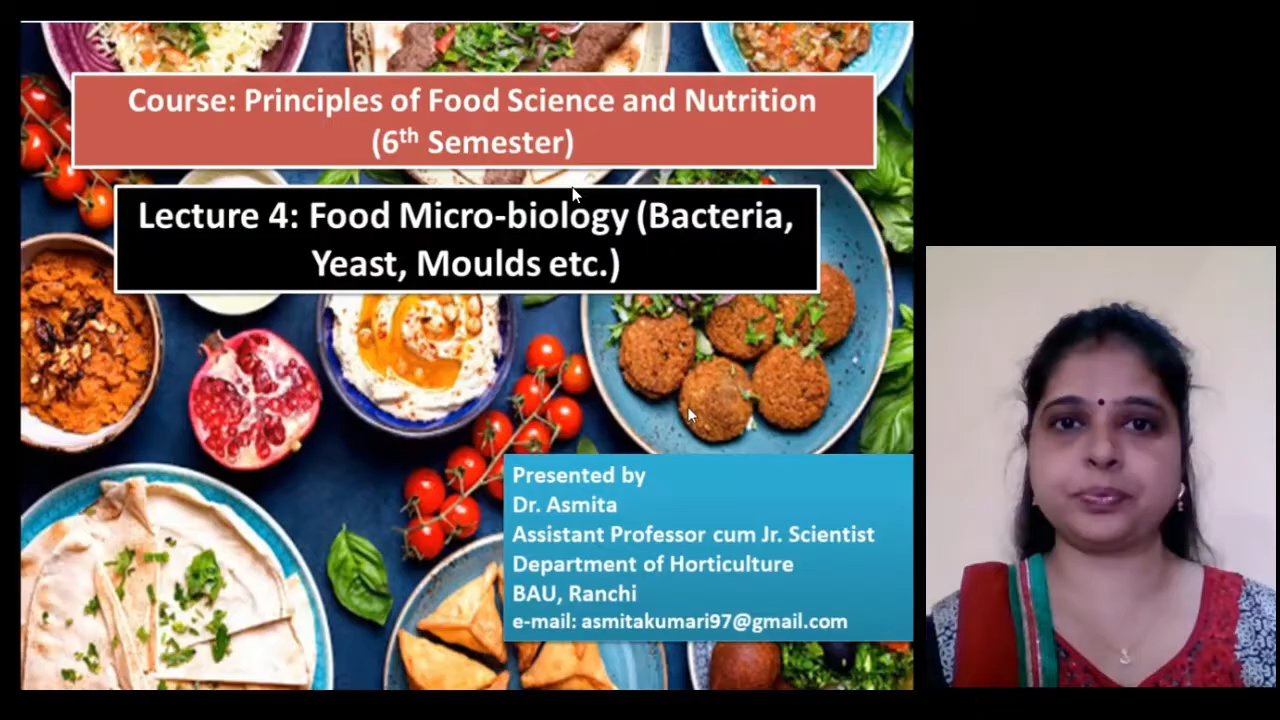 Course: Principles of Food Science and Nutrition
(6th Semester)
Lecture 4: Food Micro-biology (Bacteria,
Yeast, Moulds etc.)
Presented by
Dr. Asmita
Assistant Professor cum Jr. Scientist
Department of Horticulture
BAU, Ranchi
e-mail: asmitakumari97@gmail.com